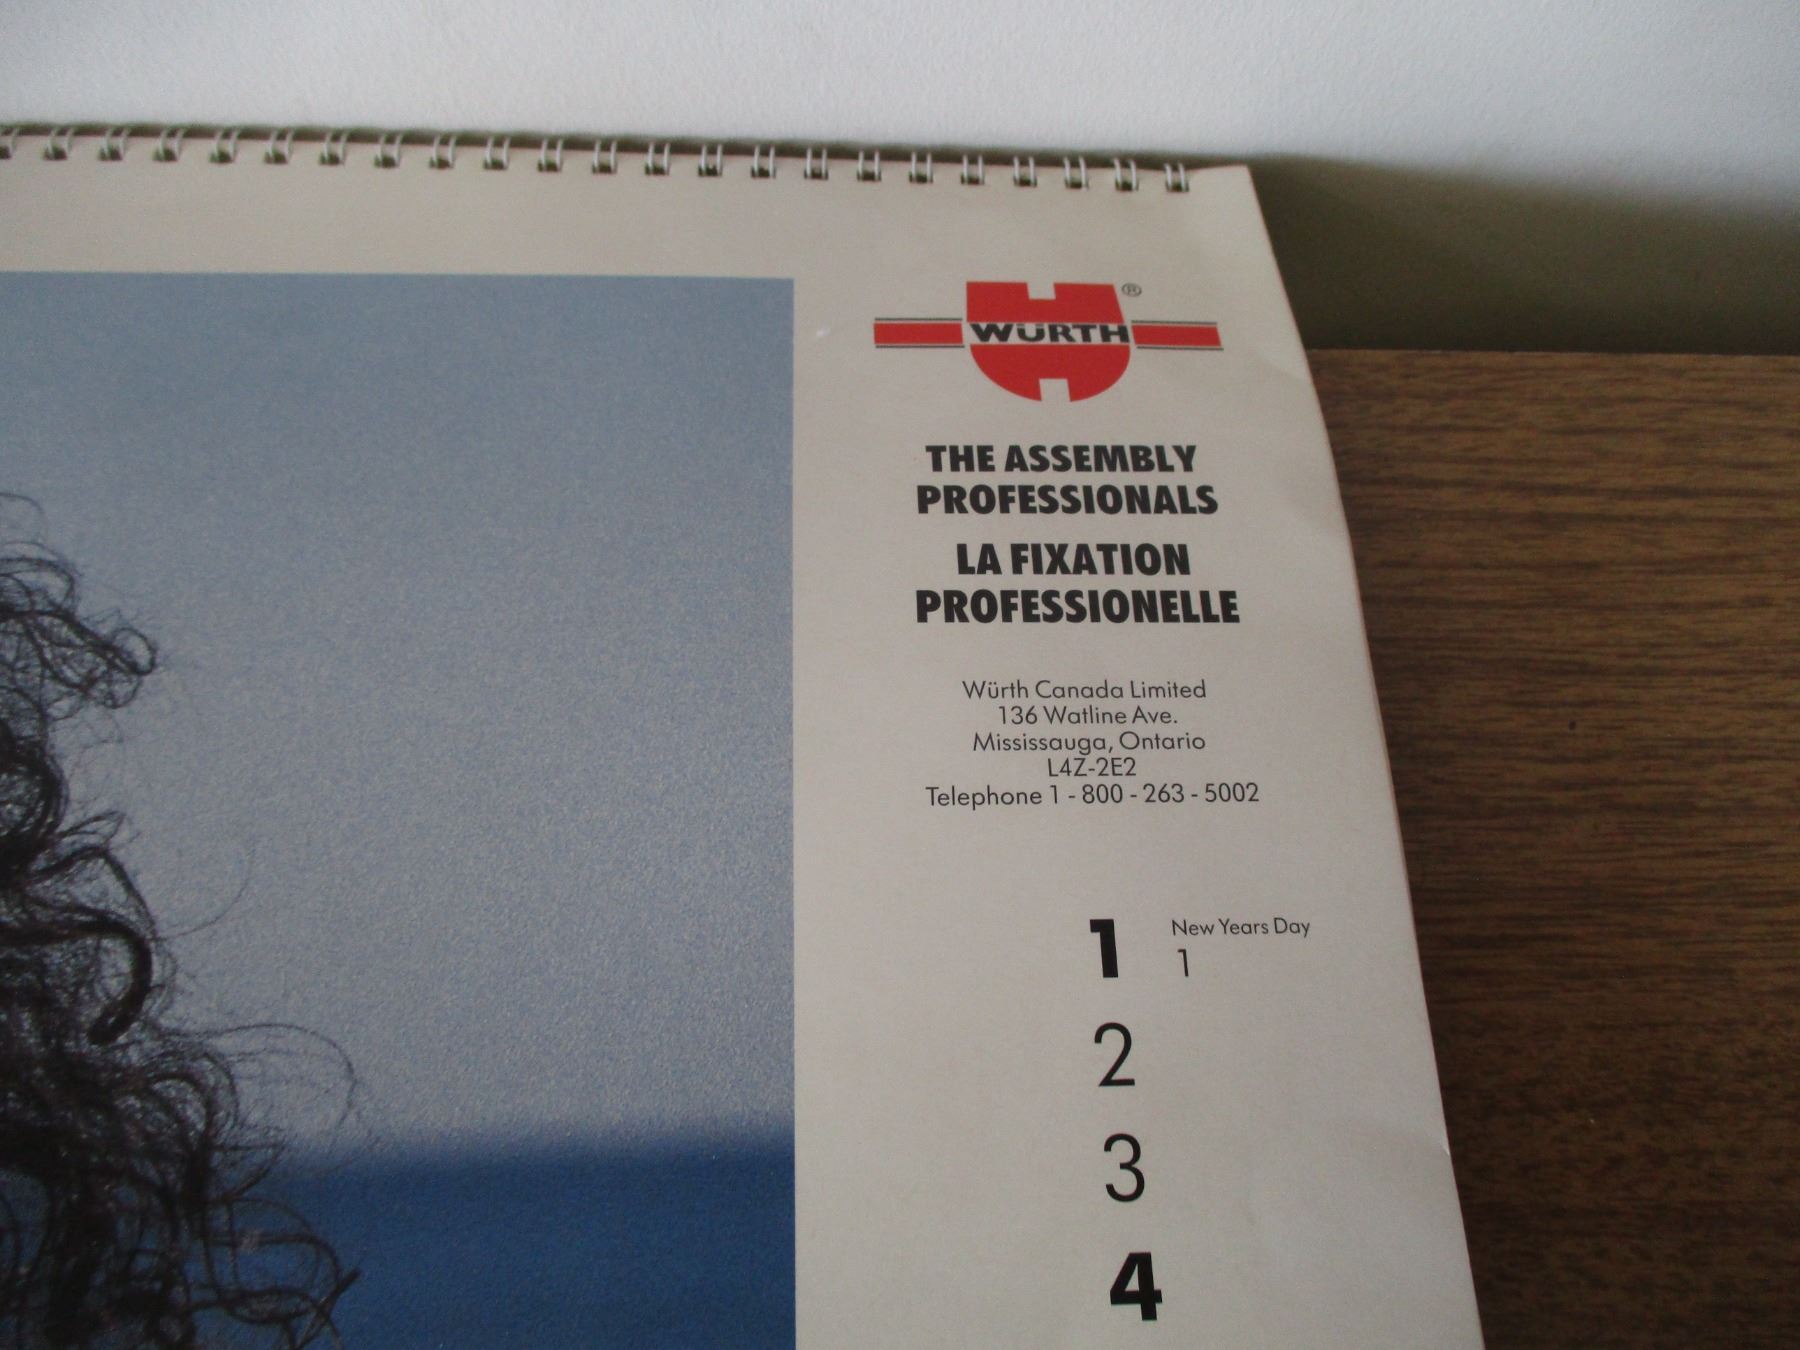 WÜRTH ®
THE ASSEMBLY
PROFESSIONALS
LA FIXATION
PROFESSIONELLE
Würth Canada Limited
136 Watline Ave.
Mississauga, Ontario
L4Z-2E2
Telephone 1 - 800 - 263 - 5002
1 New Years Day
1
2
3
4